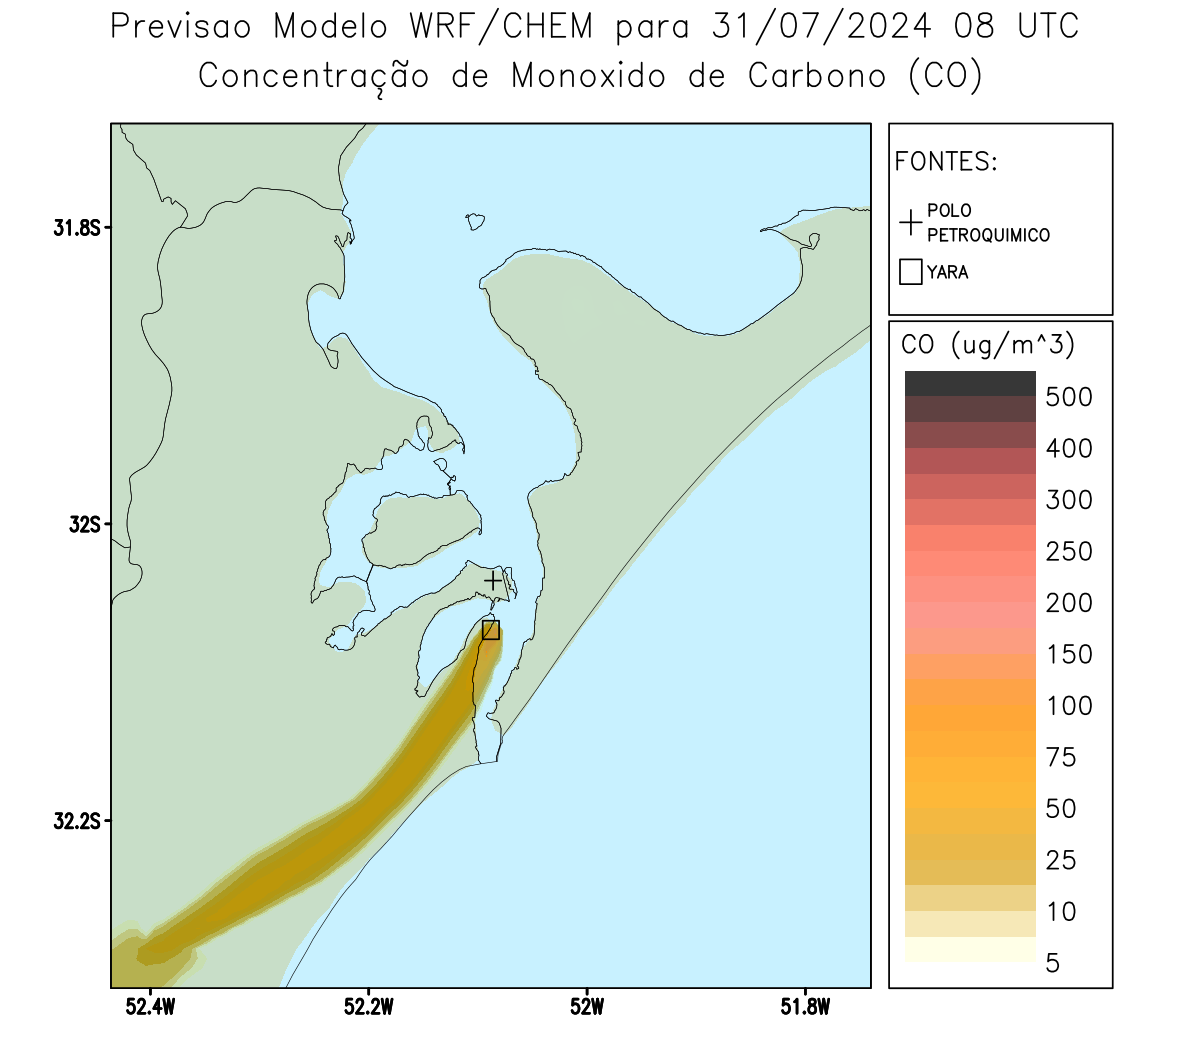 Previsao Modelo WRF/CHEM para 31/07/2024 08 UTC
Concentração de Monoxido de Carbono (CO)
FONTES:
POLO
PETROQUIMICO
YARA
CO (ug/m^3)
500
400
300
250
200
150
100
75
50
25
10
5
31.8S
32S
32.2S
52.4W
52.2W
52W
51.8W